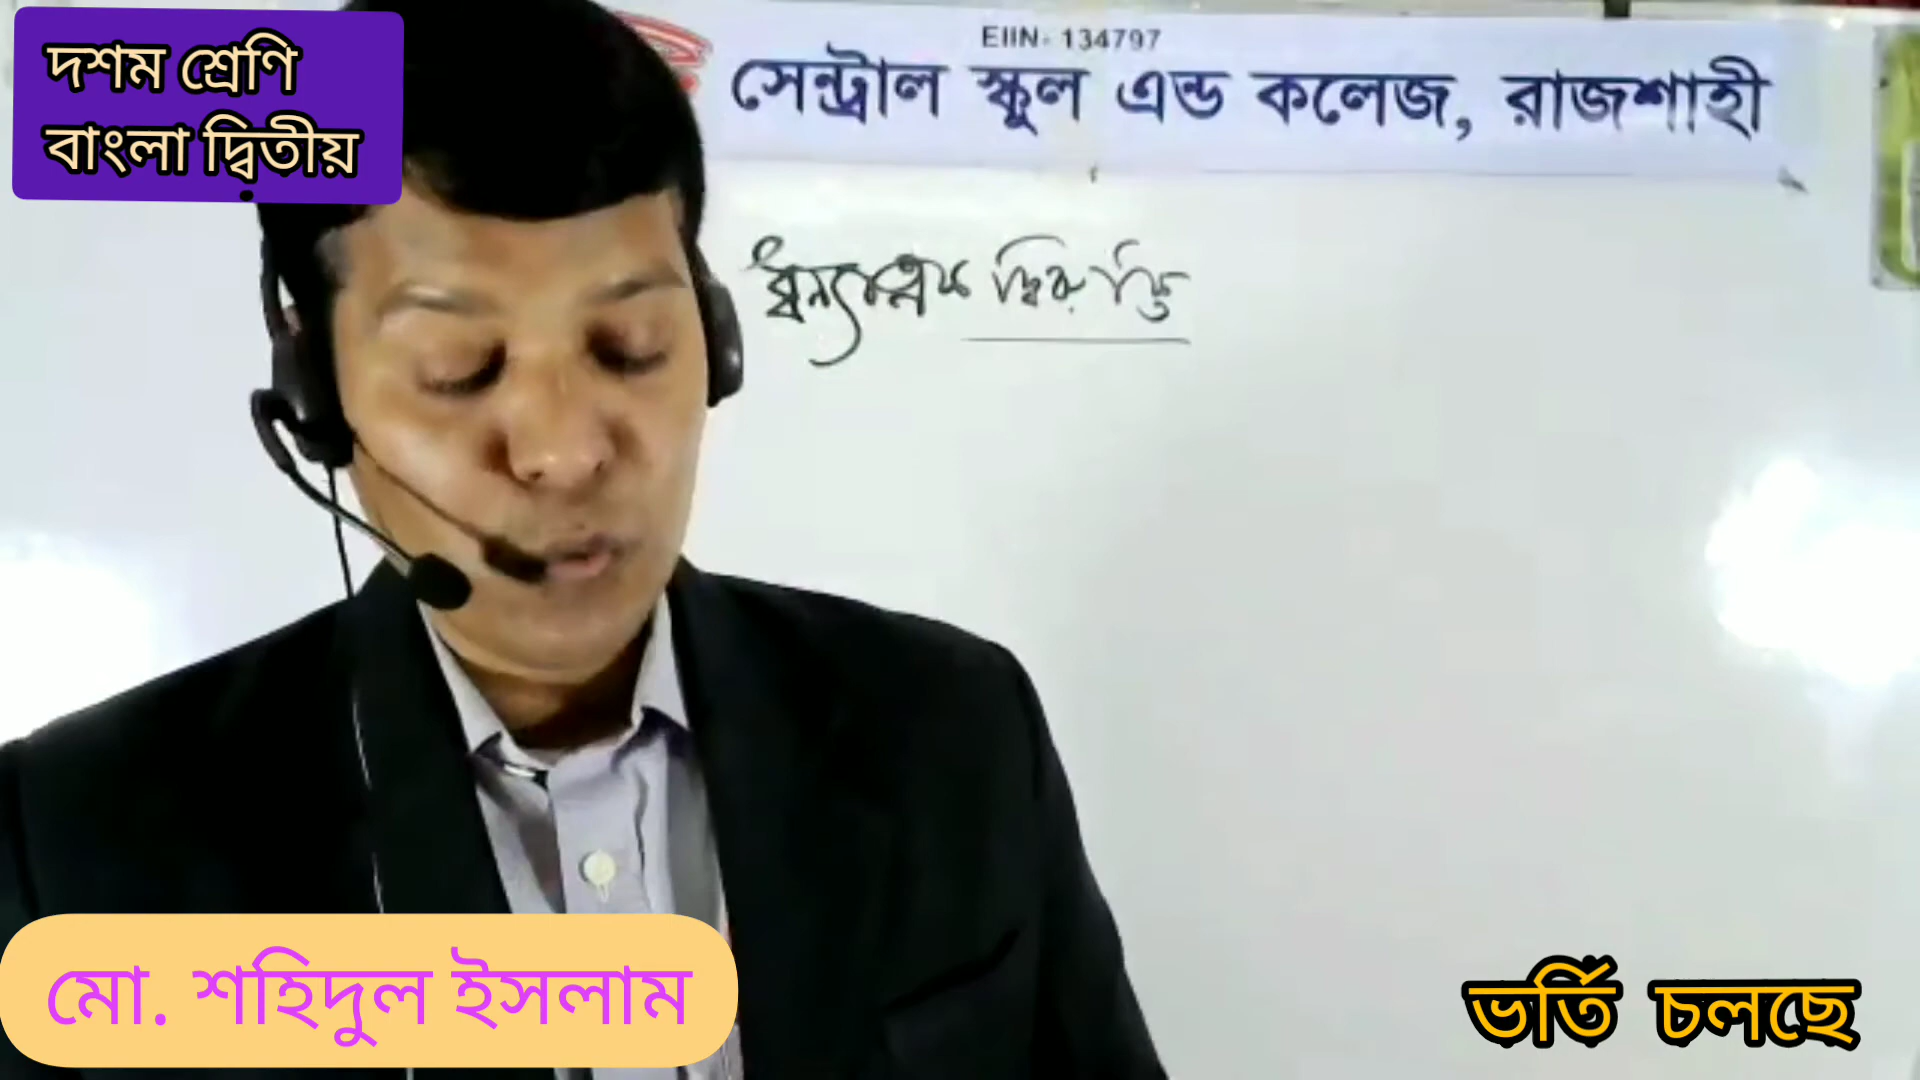 দশম শ্রেণি
বাংলা দ্বিতীয়
EIIN- 134797
সেন্ট্রাল স্কুল এন্ড কলেজ, রাজশাহী
ধ্বন্যাত্মক দ্বিরুক্তি
মো. শহিদুল ইসলাম
ভর্তি চলছে